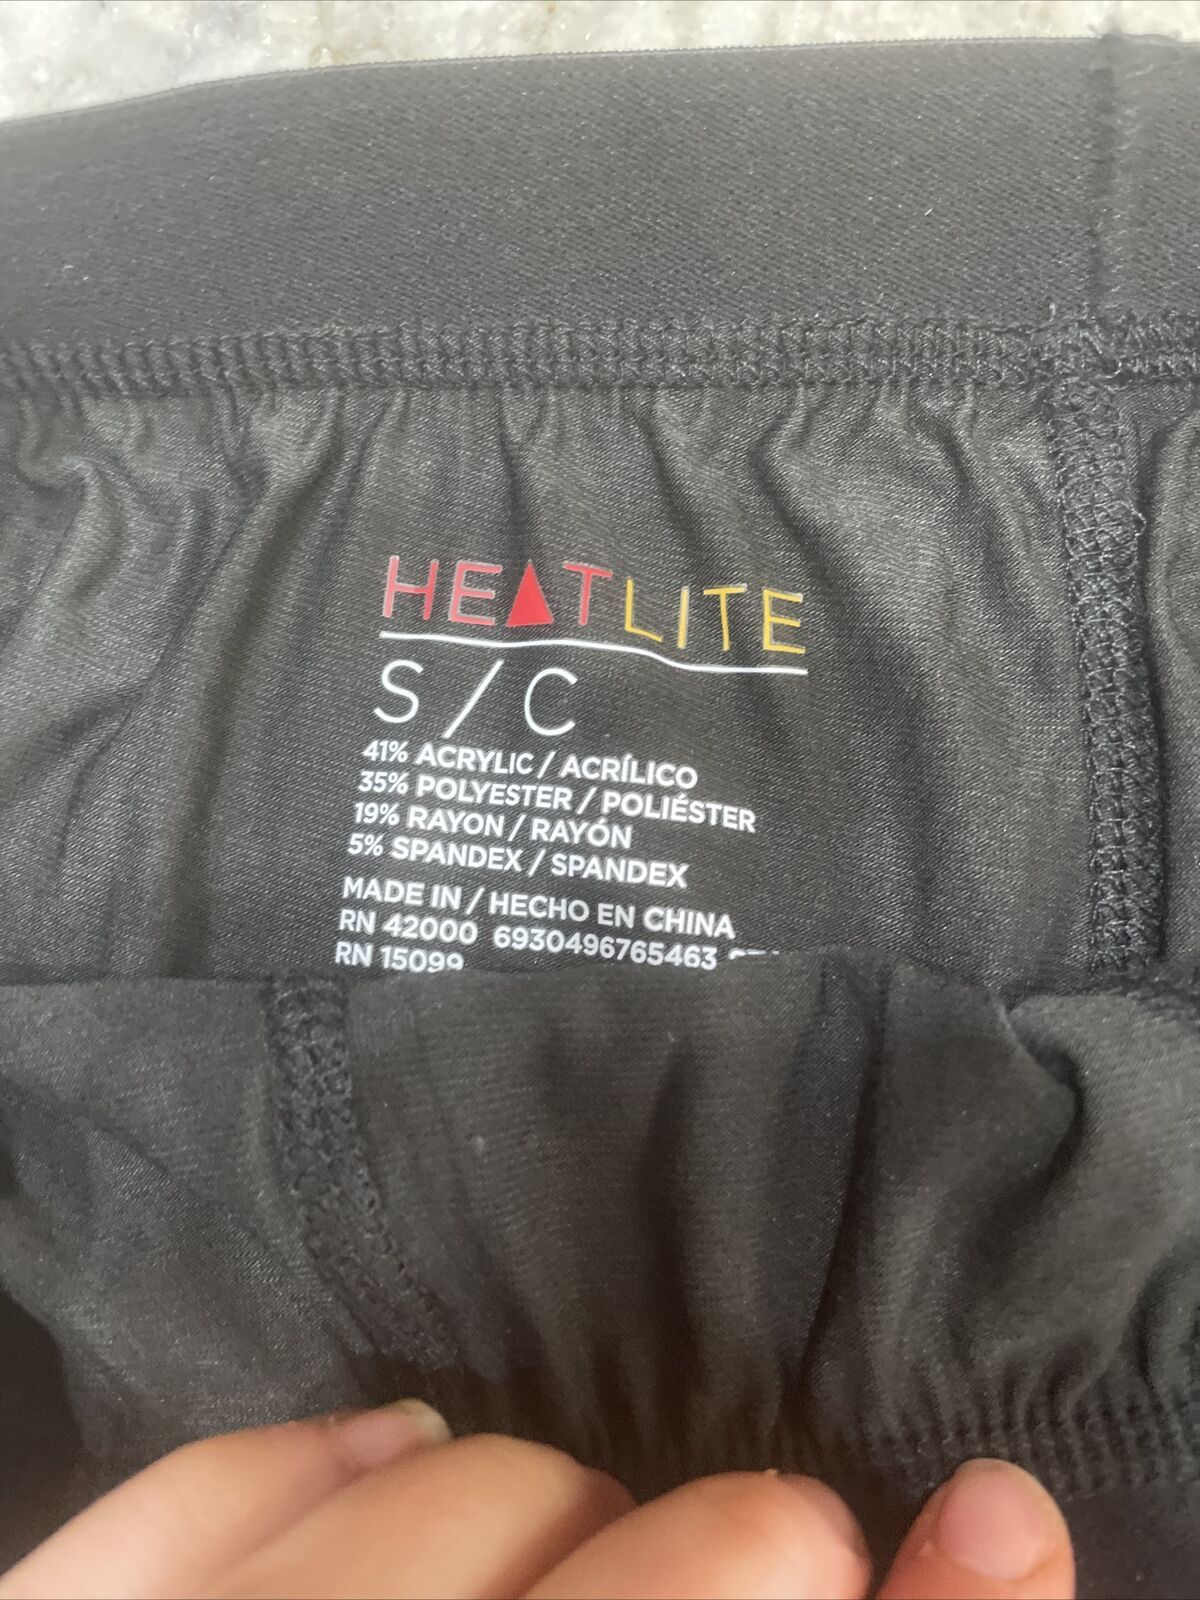 HEATLITE
S / C
41% ACRYLIC / ACRÍLICO
35% POLYESTER / POLIÉSTER
19% RAYON / RAYÓN
5% SPANDEX / SPANDEX
MADE IN / HECHO EN CHINA
RN 42000 6930496765463
RN 15099